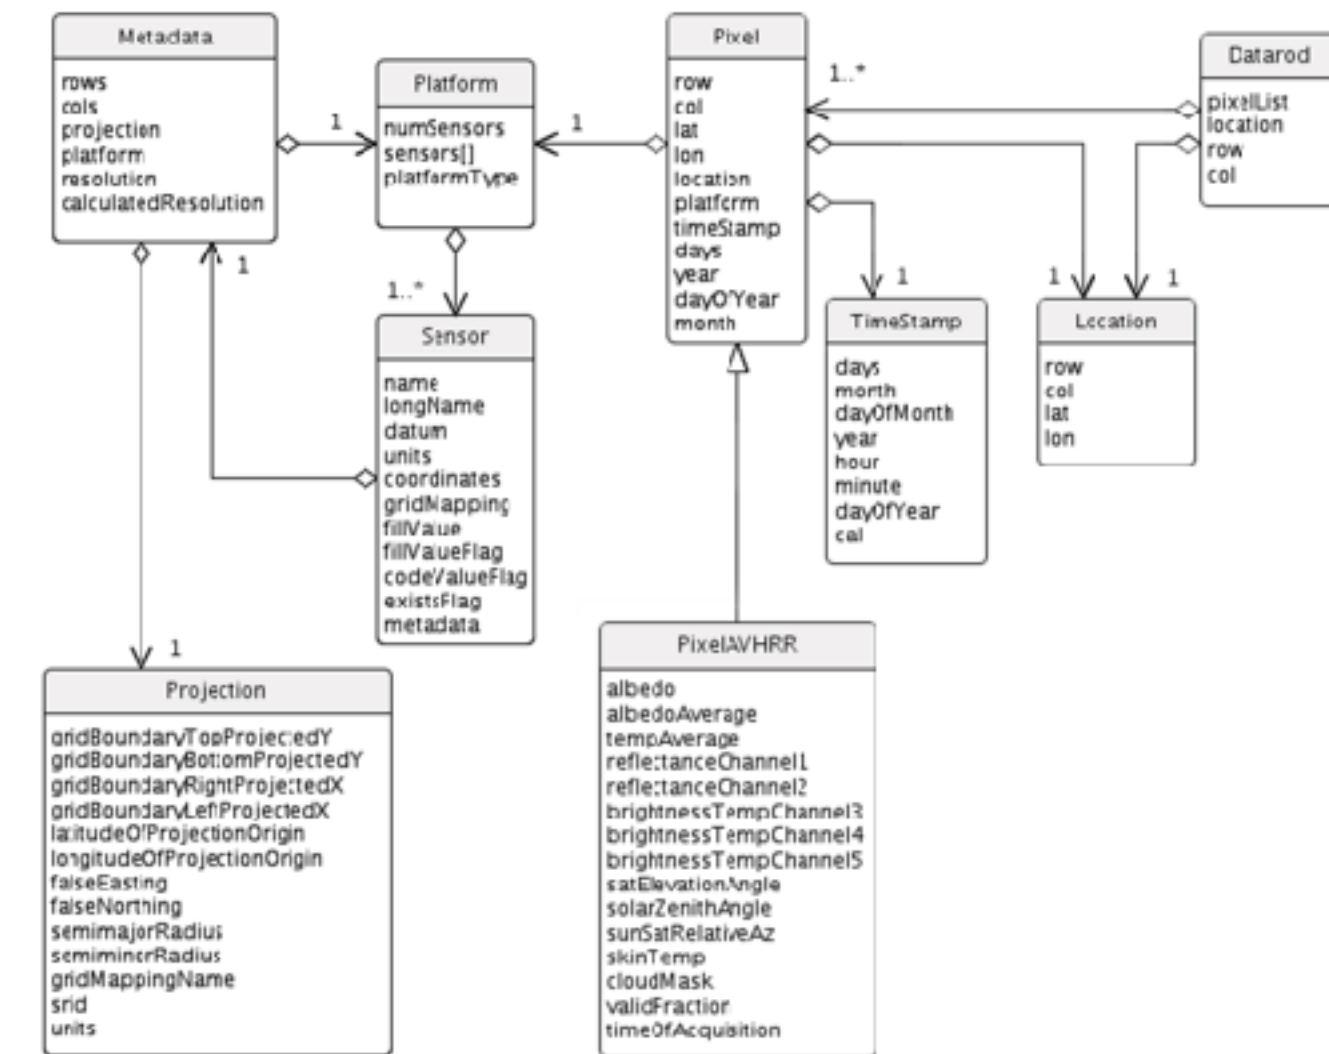 Metadata
rows
cols
projection
platform
resolution
calculatedResolution
1
1
Platform
numSensors
sensors[]
platformType
1
1..*
Sensor
name
longName
datum
units
coordinates
gridMapping
fillValue
fillValueFlag
codeValueFlag
existsFlag
metadata
Pixel
row
col
lat
lon
location
platform
timeStamp
days
year
dayOfYear
month
1..*
1
TimeStamp
days
month
dayOfMonth
year
hour
minute
dayOfYear
cal
Datarod
pixelList
location
row
col
1
1
Location
row
col
lat
lon
1
Projection
gridBoundaryTopProjectedY
gridBoundaryBottomProjectedY
gridBoundaryRightProjectedX
gridBoundaryLeftProjectedX
latitudeOfProjectionOrigin
longitudeOfProjectionOrigin
falseEasting
falseNorthing
semimajorRadius
semiminorRadius
gridMappingName
srid
units
PixelAVHRR
albedo
albedoAverage
tempAverage
reflectanceChannel1
reflectanceChannel2
brightnessTempChannel3
brightnessTempChannel4
brightnessTempChannel5
satElevationAngle
solarZenithAngle
sunSatRelativeAz
skinTemp
cloudMask
validFraction
timeOfAcquisition